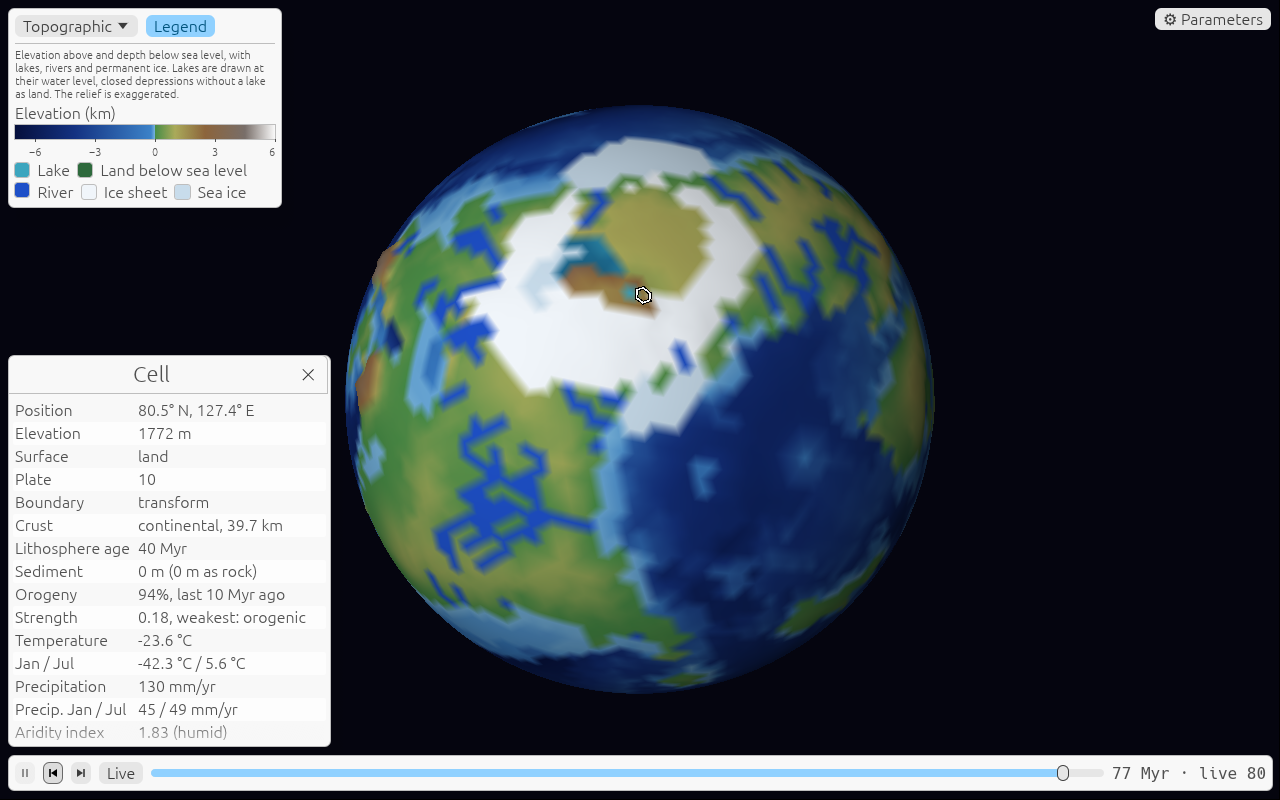 Topographic ▼ Legend
Elevation above and depth below sea level, with
lakes, rivers and permanent ice. Lakes are drawn at
their water level, closed depressions without a lake
as land. The relief is exaggerated.
Elevation (km)
−6 −3 0 3 6
Lake Land below sea level
River Ice sheet Sea ice
⚙ Parameters
Cell
Position 80.5° N, 127.4° E
Elevation 1772 m
Surface land
Plate 10
Boundary transform
Crust continental, 39.7 km
Lithosphere age 40 Myr
Sediment 0 m (0 m as rock)
Orogeny 94%, last 10 Myr ago
Strength 0.18, weakest: orogenic
Temperature -23.6 °C
Jan / Jul -42.3 °C / 5.6 °C
Precipitation 130 mm/yr
Precip. Jan / Jul 45 / 49 mm/yr
Aridity index 1.83 (humid)
Live 77 Myr · live 80